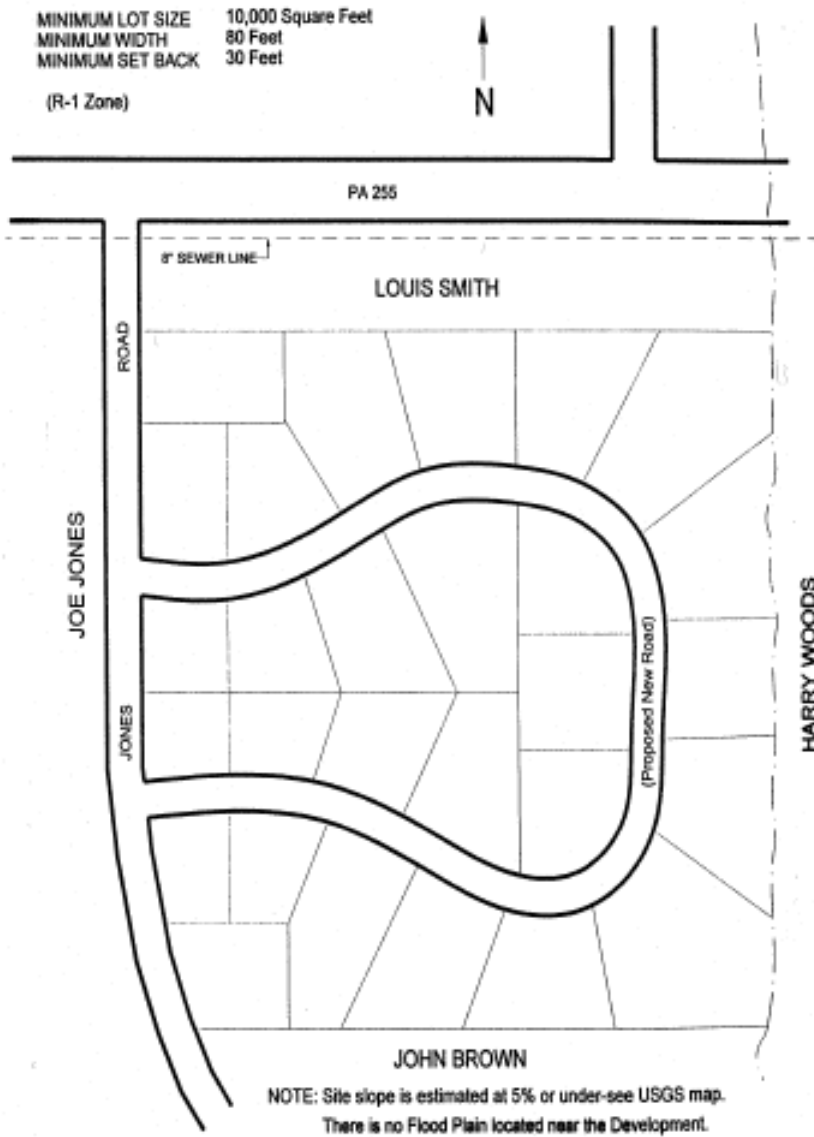 MINIMUM LOT SIZE 10,000 Square Feet
MINIMUM WIDTH 80 Feet
MINIMUM SET BACK 30 Feet
(R-1 Zone)
N
PA 255
8" SEWER LINE
LOUIS SMITH
ROAD
JOE JONES
JONES
(Proposed New Road)
HARRY WOODS
JOHN BROWN
NOTE: Site slope is estimated at 5% or under-see USGS map.
There is no Flood Plain located near the Development.